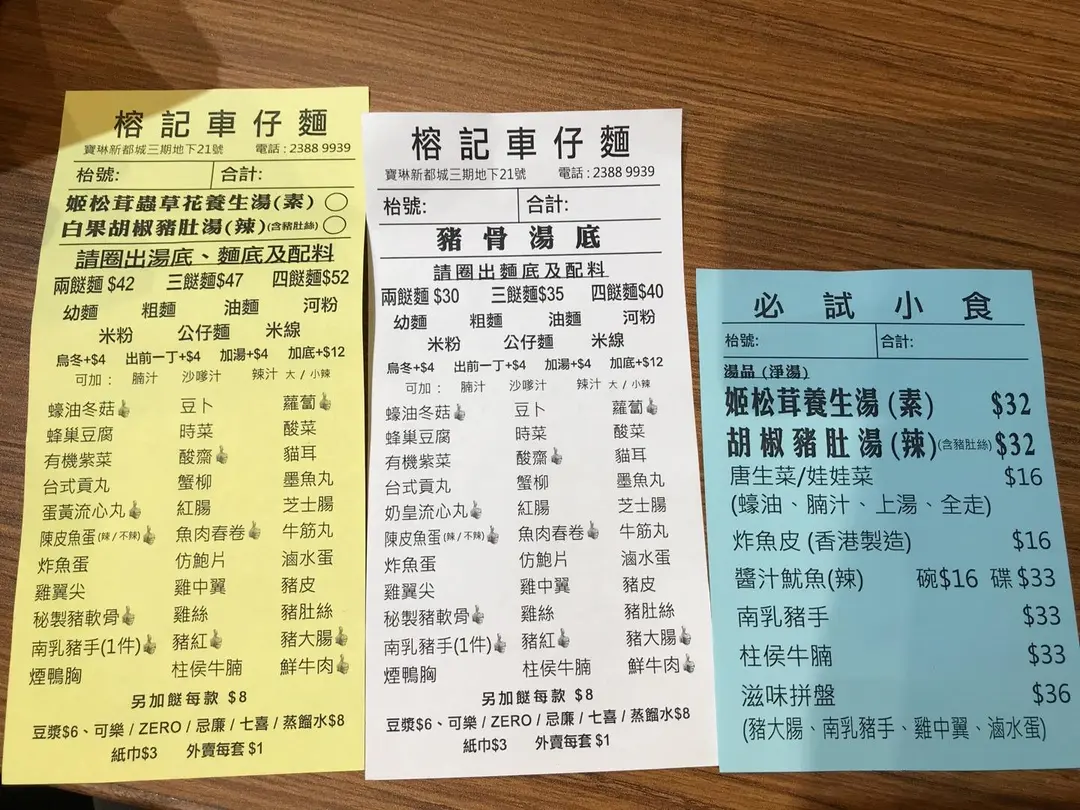 榕記車仔麵
寶琳新都城三期地下21號 電話:2388 9939
枱號: 合計:
姬松茸蟲草花養生湯(素)
白果胡椒豬肚湯(辣)(含豬肚絲)
請圈出湯底、麵底及配料
兩餸麵 $42 三餸麵$47 四餸麵$52
幼麵 粗麵 油麵 河粉
米粉 公仔麵 米線
烏冬+$4 出前一丁+$4 加湯+$4 加底+$12
可加: 腩汁 沙嗲汁 辣汁 大/小辣
蠔油冬菇 豆卜 蘿蔔
蜂巢豆腐 時菜 酸菜
有機紫菜 酸齋 貓耳
台式貢丸 蟹柳 墨魚丸
蛋黃流心丸 紅腸 芝士腸
陳皮魚蛋(辣/不辣) 魚肉春卷 牛筋丸
炸魚蛋 仿鮑片 滷水蛋
雞翼尖 雞中翼 豬皮
秘製豬軟骨 雞絲 豬肚絲
南乳豬手(1件) 豬紅 豬大腸
煙鴨胸 柱侯牛腩 鮮牛肉
另加餸每款 $8
豆漿$6、可樂/ZERO/忌廉/七喜/蒸餾水$8
紙巾$3 外賣每套 $1
榕記車仔麵
寶琳新都城三期地下21號 電話:2388 9939
枱號: 合計:
豬骨湯底
請圈出麵底及配料
兩餸麵 $30 三餸麵$35 四餸麵$40
幼麵 粗麵 油麵 河粉
米粉 公仔麵 米線
烏冬+$4 出前一丁+$4 加湯+$4 加底+$12
可加: 腩汁 沙嗲汁 辣汁 大/小辣
蠔油冬菇 豆卜 蘿蔔
蜂巢豆腐 時菜 酸菜
有機紫菜 酸齋 貓耳
台式貢丸 蟹柳 墨魚丸
奶皇流心丸 紅腸 芝士腸
陳皮魚蛋(辣/不辣) 魚肉春卷 牛筋丸
炸魚蛋 仿鮑片 滷水蛋
雞翼尖 雞中翼 豬皮
秘製豬軟骨 雞絲 豬肚絲
南乳豬手(1件) 豬紅 豬大腸
煙鴨胸 柱侯牛腩 鮮牛肉
另加餸每款 $8
豆漿$6、可樂/ZERO/忌廉/七喜/蒸餾水$8
紙巾$3 外賣每套 $1
必試小食
枱號: 合計:
湯品(淨湯)
姬松茸養生湯(素) $32
胡椒豬肚湯(辣)(含豬肚絲) $32
唐生菜/娃娃菜 $16
(蠔油、腩汁、上湯、全走)
炸魚皮(香港製造) $16
醬汁魷魚(辣) 碗$16 碟$33
南乳豬手 $33
柱侯牛腩 $33
滋味拼盤 $36
(豬大腸、南乳豬手、雞中翼、滷水蛋)